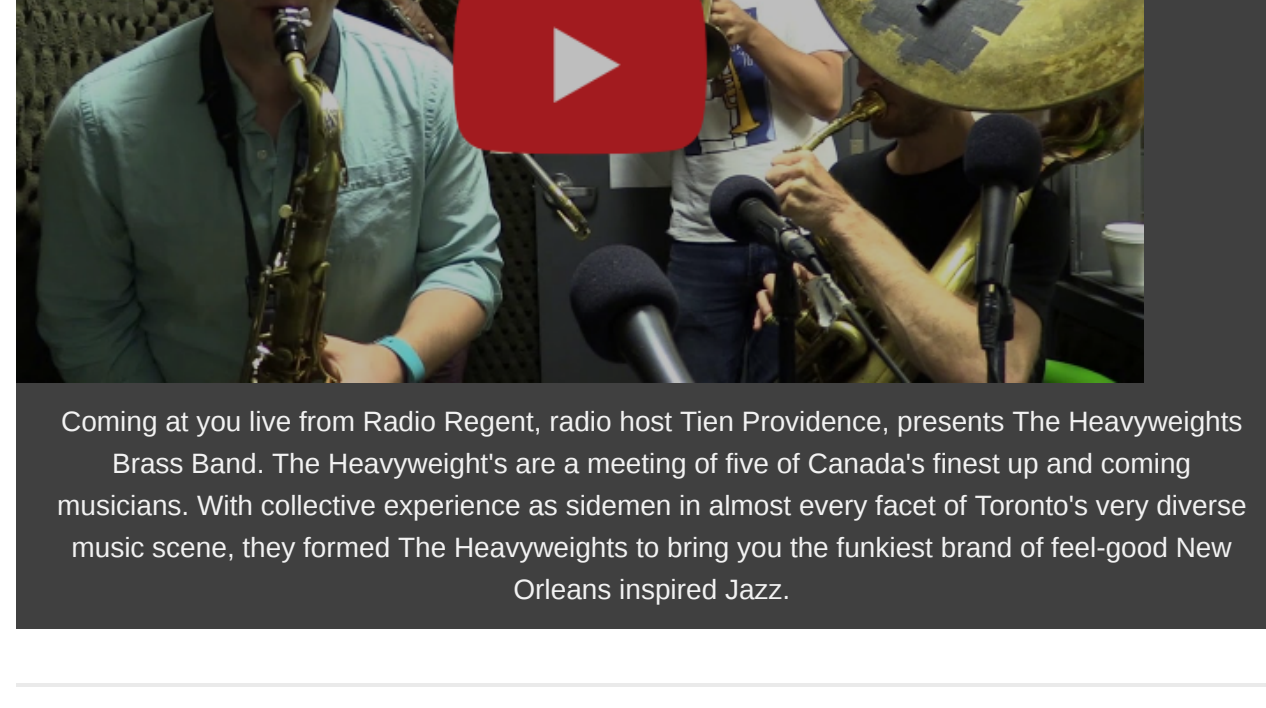 Coming at you live from Radio Regent, radio host Tien Providence, presents The Heavyweights
Brass Band. The Heavyweight's are a meeting of five of Canada's finest up and coming
musicians. With collective experience as sidemen in almost every facet of Toronto's very diverse
music scene, they formed The Heavyweights to bring you the funkiest brand of feel-good New
Orleans inspired Jazz.